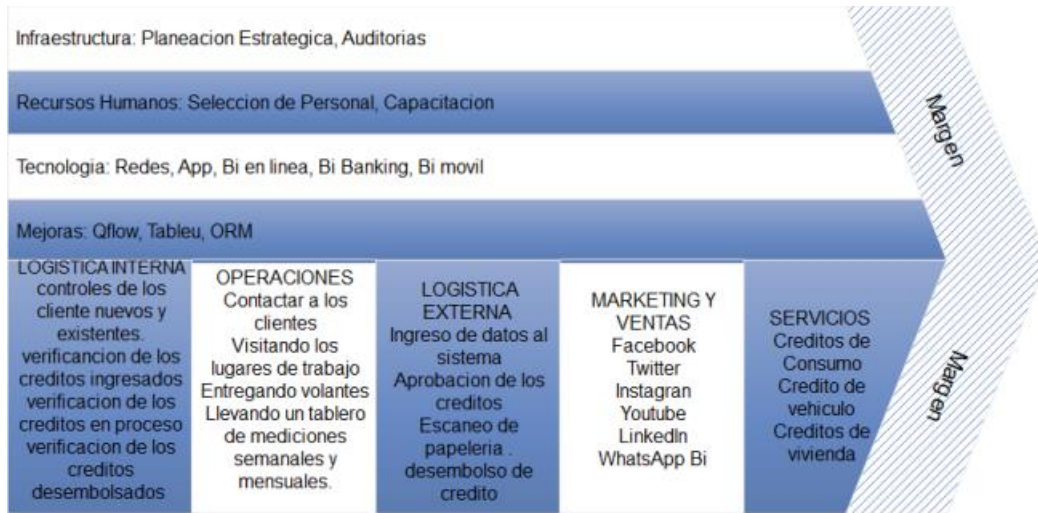 Infraestructura: Planeacion Estrategica, Auditorias
Recursos Humanos: Seleccion de Personal, Capacitacion
Tecnologia: Redes, App, Bi en linea, Bi Banking, Bi movil
Mejoras: Qflow, Tableu, ORM
Margen
LOGISTICA INTERNA
controles de los
cliente nuevos y
existentes.
verificancion de los
creditos ingresados
verificacion de los
creditos en proceso
verificacion de los
creditos
desembolsados
OPERACIONES
Contactar a los
clientes
Visitando los
lugares de trabajo
Entregando volantes
Llevando un tablero
de mediciones
semanales y
mensuales.
LOGISTICA
EXTERNA
Ingreso de datos al
sistema
Aprobacion de los
creditos
Escaneo de
papeleria .
desembolso de
credito
MARKETING Y
VENTAS
Facebook
Twitter
Instagran
Youtube
LinkedIn
WhatsApp Bi
SERVICIOS
Creditos de
Consumo
Credito de
vehiculo
Creditos de
vivienda
Margen